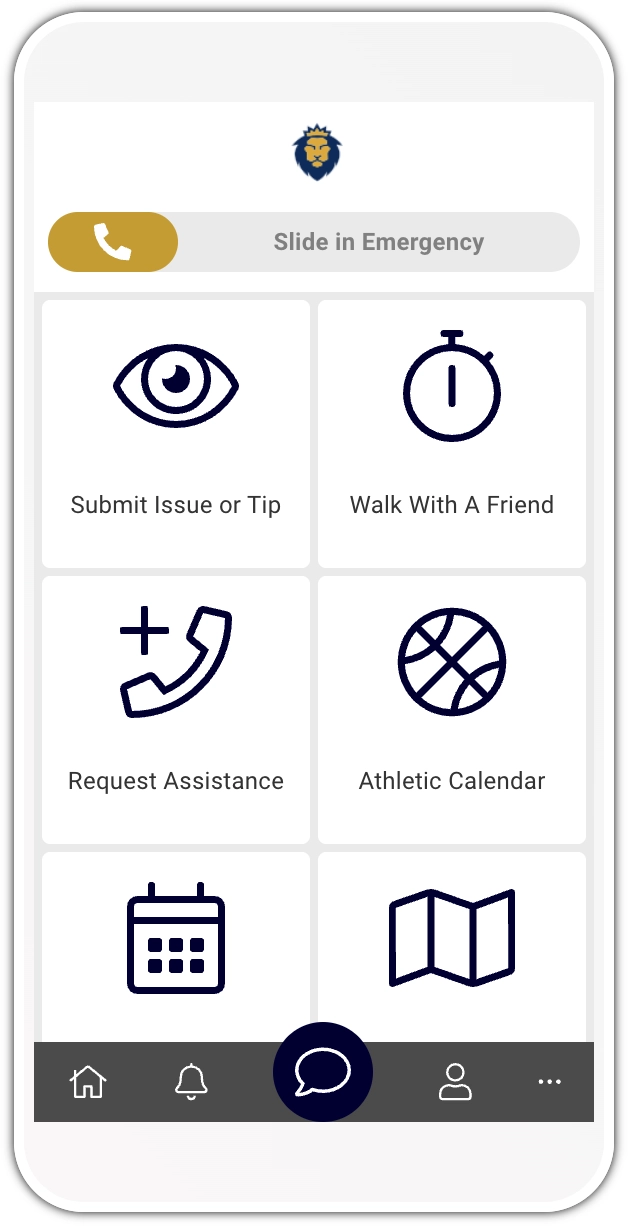 Slide in Emergency
Submit Issue or Tip
Walk With A Friend
Request Assistance
Athletic Calendar